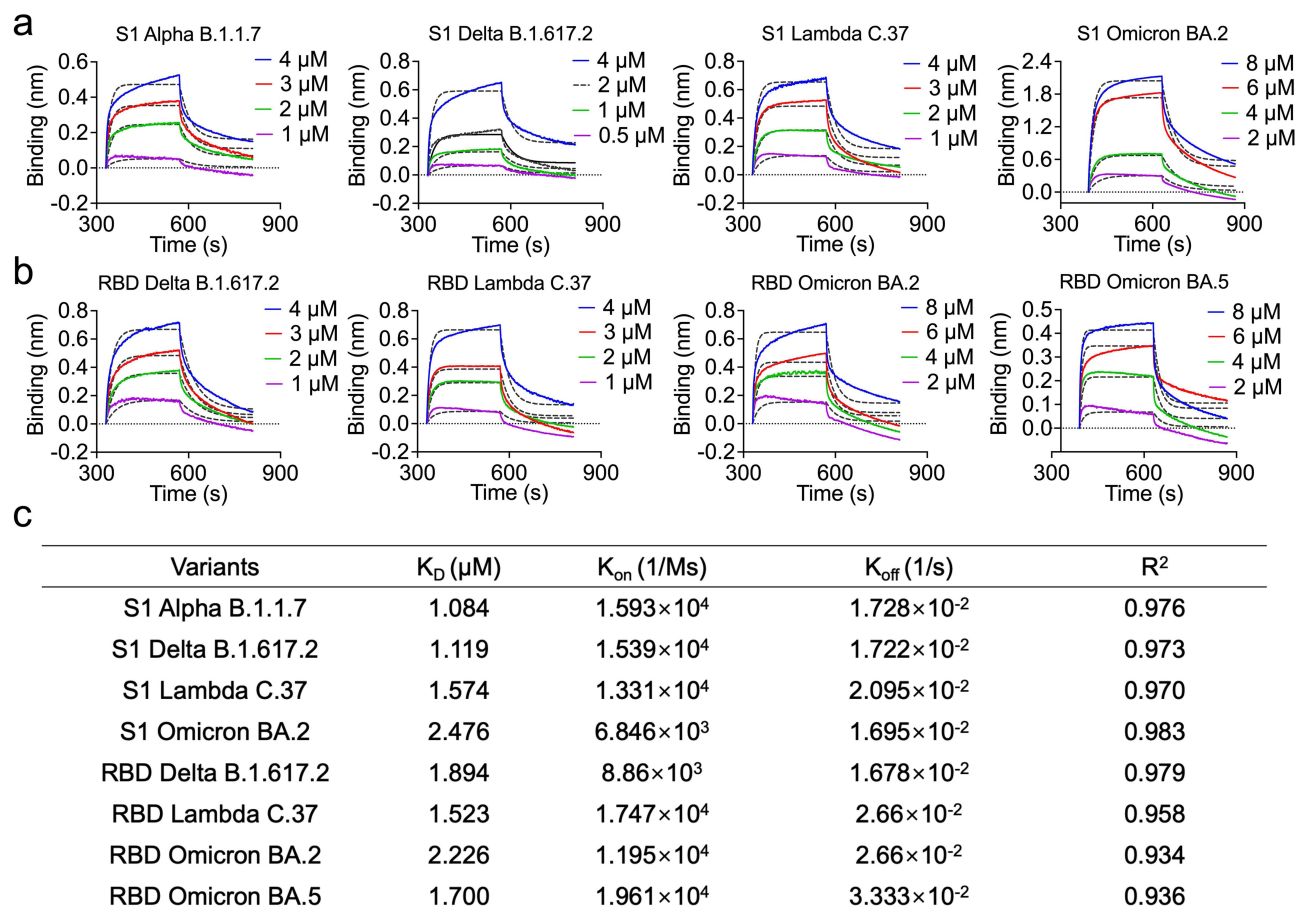 a
S1 Alpha B.1.1.7
Binding (nm)
0.6
0.4
0.2
0.0
-0.2
300 600 900
Time (s)
4 µM
3 µM
2 µM
1 µM
S1 Delta B.1.617.2
Binding (nm)
0.8
0.6
0.4
0.2
0.0
-0.2
300 600 900
Time (s)
4 µM
2 µM
1 µM
0.5 µM
S1 Lambda C.37
Binding (nm)
0.8
0.6
0.4
0.2
0.0
-0.2
300 600 900
Time (s)
4 µM
3 µM
2 µM
1 µM
S1 Omicron BA.2
Binding (nm)
2.4
1.8
1.2
0.6
0.0
300 600 900
Time (s)
8 µM
6 µM
4 µM
2 µM
b
RBD Delta B.1.617.2
Binding (nm)
0.8
0.6
0.4
0.2
0.0
-0.2
300 600 900
Time (s)
4 µM
3 µM
2 µM
1 µM
RBD Lambda C.37
Binding (nm)
0.8
0.6
0.4
0.2
0.0
-0.2
300 600 900
Time (s)
4 µM
3 µM
2 µM
1 µM
RBD Omicron BA.2
Binding (nm)
0.8
0.6
0.4
0.2
0.0
-0.2
300 600 900
Time (s)
8 µM
6 µM
4 µM
2 µM
RBD Omicron BA.5
Binding (nm)
0.5
0.4
0.3
0.2
0.1
0.0
300 600 900
Time (s)
8 µM
6 µM
4 µM
2 µM
c
Variants K_D (µM) K_on (1/Ms) K_off (1/s) R²
S1 Alpha B.1.1.7 1.084 1.593×10⁴ 1.728×10⁻² 0.976
S1 Delta B.1.617.2 1.119 1.539×10⁴ 1.722×10⁻² 0.973
S1 Lambda C.37 1.574 1.331×10⁴ 2.095×10⁻² 0.970
S1 Omicron BA.2 2.476 6.846×10³ 1.695×10⁻² 0.983
RBD Delta B.1.617.2 1.894 8.86×10³ 1.678×10⁻² 0.979
RBD Lambda C.37 1.523 1.747×10⁴ 2.66×10⁻² 0.958
RBD Omicron BA.2 2.226 1.195×10⁴ 2.66×10⁻² 0.934
RBD Omicron BA.5 1.700 1.961×10⁴ 3.333×10⁻² 0.936